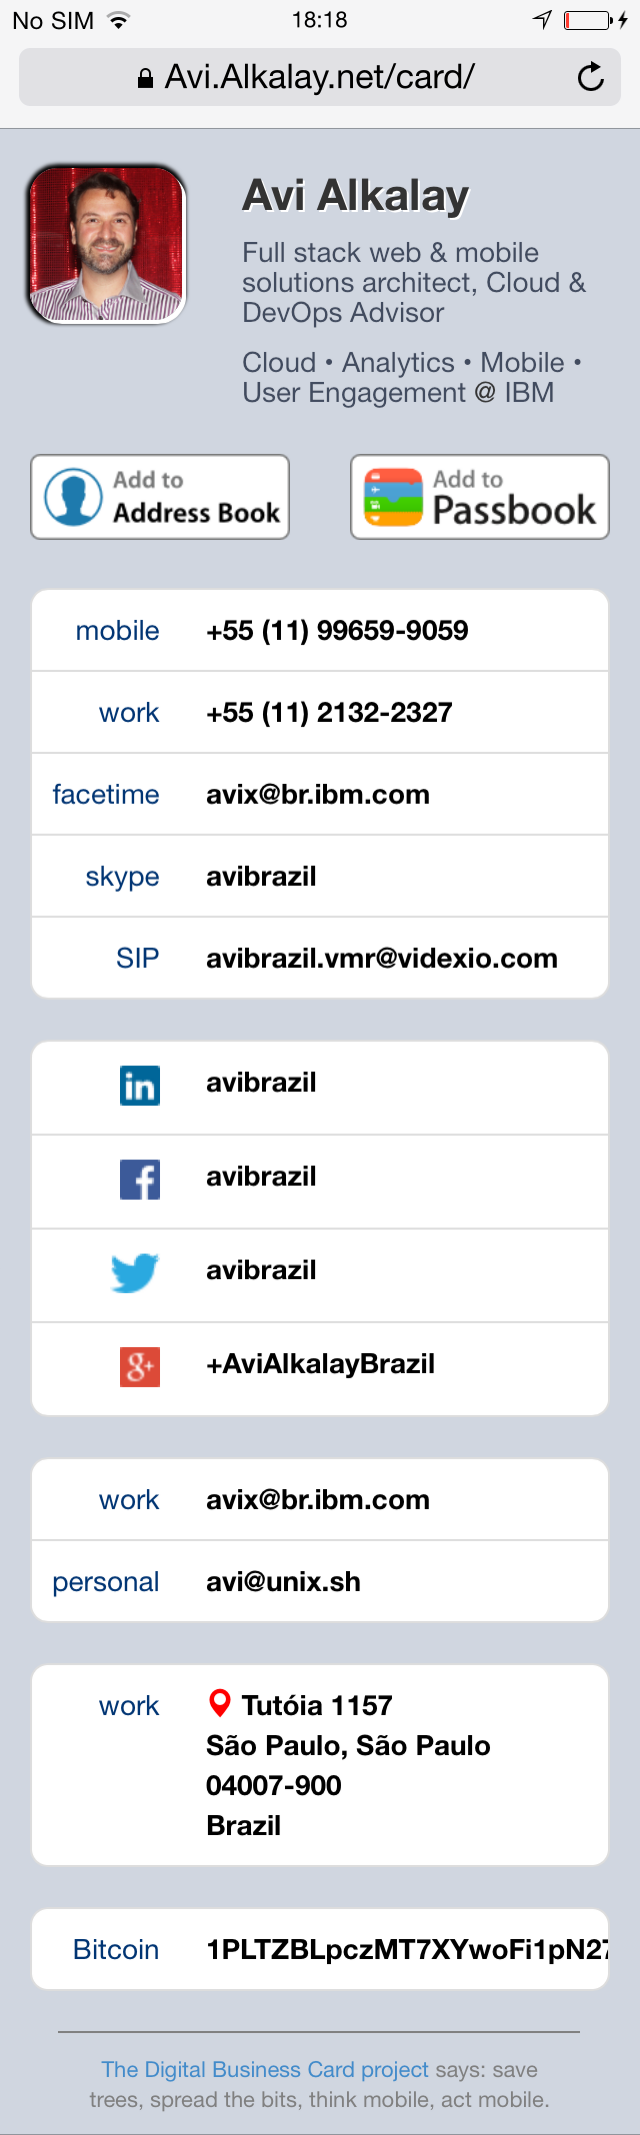 No SIM 18:18
Avi.Alkalay.net/card/
Avi Alkalay
Full stack web & mobile
solutions architect, Cloud &
DevOps Advisor
Cloud • Analytics • Mobile •
User Engagement @ IBM
Add to
Address Book
Add to
Passbook
mobile +55 (11) 99659-9059
work +55 (11) 2132-2327
facetime avix@br.ibm.com
skype avibrazil
SIP avibrazil.vmr@videxio.com
in avibrazil
f avibrazil
avibrazil
g+ +AviAlkalayBrazil
work avix@br.ibm.com
personal avi@unix.sh
work Tutóia 1157
São Paulo, São Paulo
04007-900
Brazil
Bitcoin 1PLTZBLpczMT7XYwoFi1pN27
The Digital Business Card project says: save
trees, spread the bits, think mobile, act mobile.